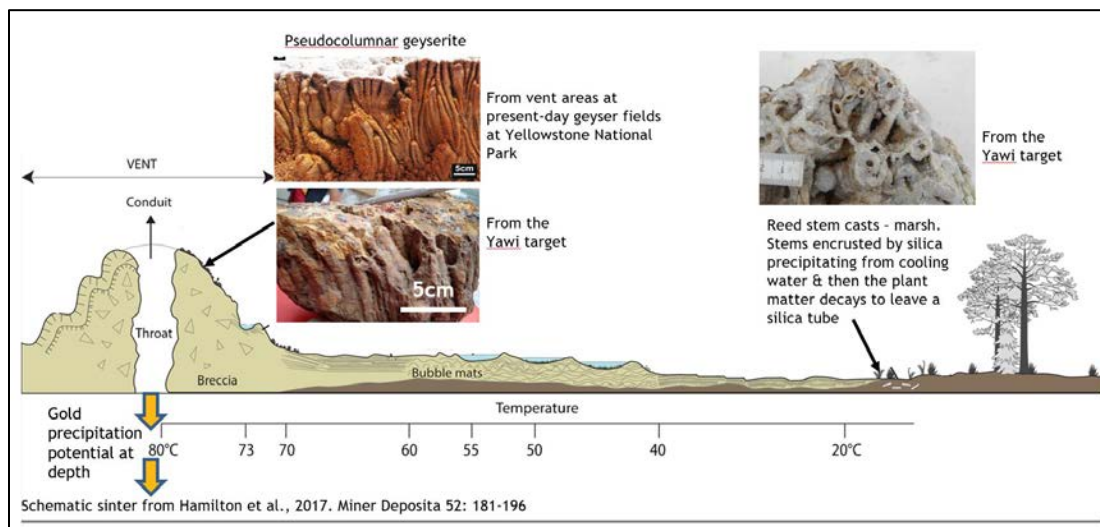 Pseudocolumnar geyserite
From vent areas at
present-day geyser fields
at Yellowstone National
Park
5cm
VENT
Conduit
From the
Yawi target
5cm
From the
Yawi target
Reed stem casts - marsh.
Stems encrusted by silica
precipitating from cooling
water & then the plant
matter decays to leave a
silica tube
Throat
Breccia
Bubble mats
Temperature
Gold
precipitation
potential at
depth
80°C 73 70 60 55 50 40 20°C
Schematic sinter from Hamilton et al., 2017. Miner Deposita 52: 181-196